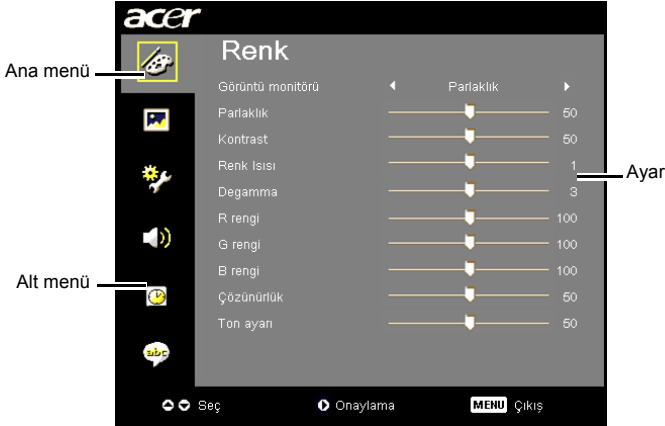 acer
Renk
Ana menü
Görüntü monitörü Parlaklık
Parlaklık 50
Kontrast 50
Renk Isısı 1
Ayar
Degamma 3
R rengi 100
G rengi 100
B rengi 100
Alt menü
Çözünürlük 50
Ton ayarı 50
abc
Seç Onaylama MENU Çıkış